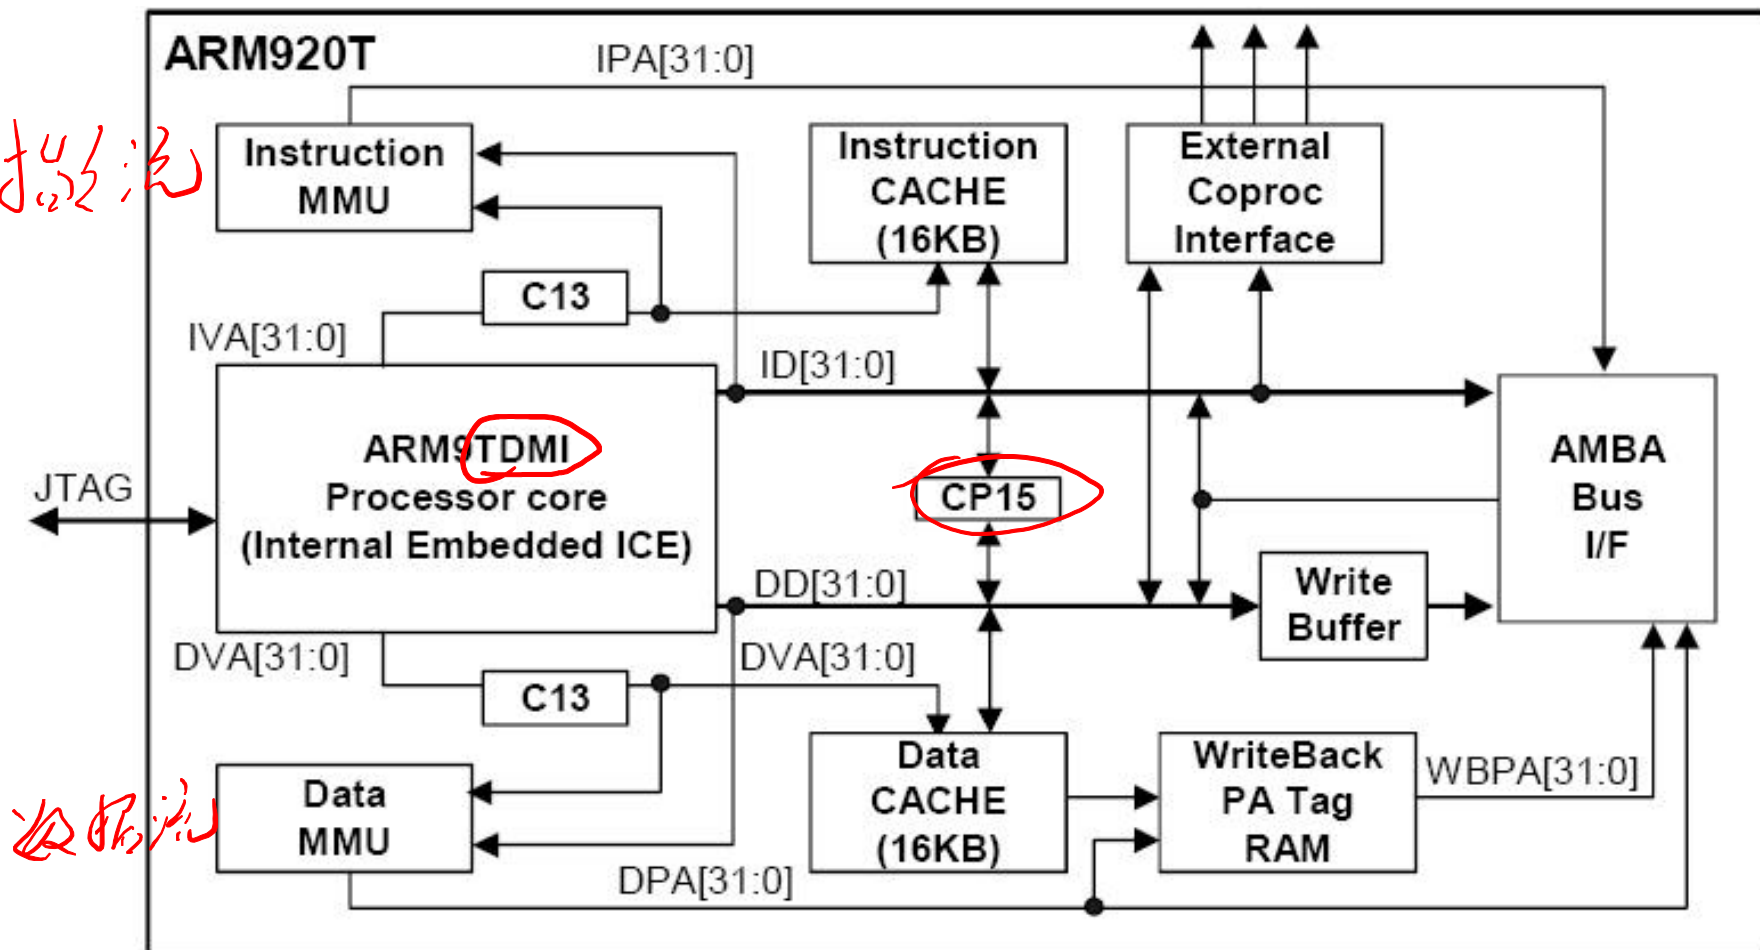 ARM920T
IPA[31:0]
指令流
Instruction
MMU
Instruction
CACHE
(16KB)
External
Coproc
Interface
C13
IVA[31:0]
ID[31:0]
ARM9TDMI
Processor core
(Internal Embedded ICE)
JTAG
CP15
AMBA
Bus
I/F
DD[31:0]
Write
Buffer
DVA[31:0]
DVA[31:0]
C13
数据流
Data
MMU
Data
CACHE
(16KB)
WriteBack
PA Tag
RAM
WBPA[31:0]
DPA[31:0]